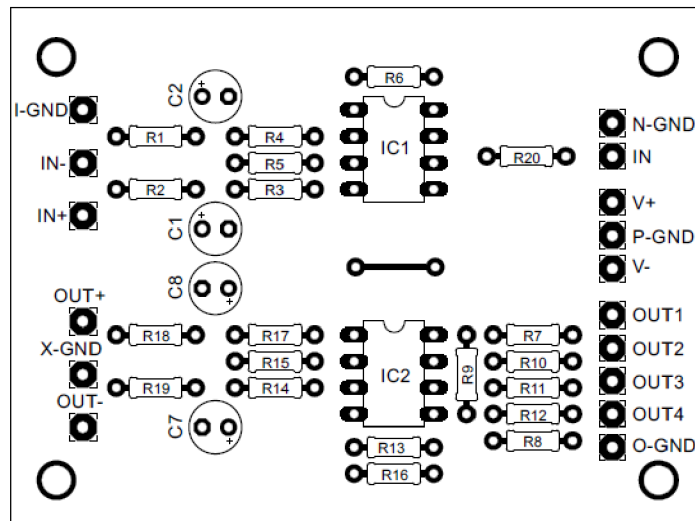 C2
+
R6
I-GND
N-GND
R1
R4
IC1
IN-
R5
R20
IN
R2
R3
V+
IN+
C1
+
P-GND
C8
+
V-
OUT+
OUT1
R18
R17
R7
X-GND
IC2
R9
OUT2
R15
R10
R19
R14
R11
OUT3
OUT-
R12
OUT4
C7
+
R13
R8
O-GND
R16